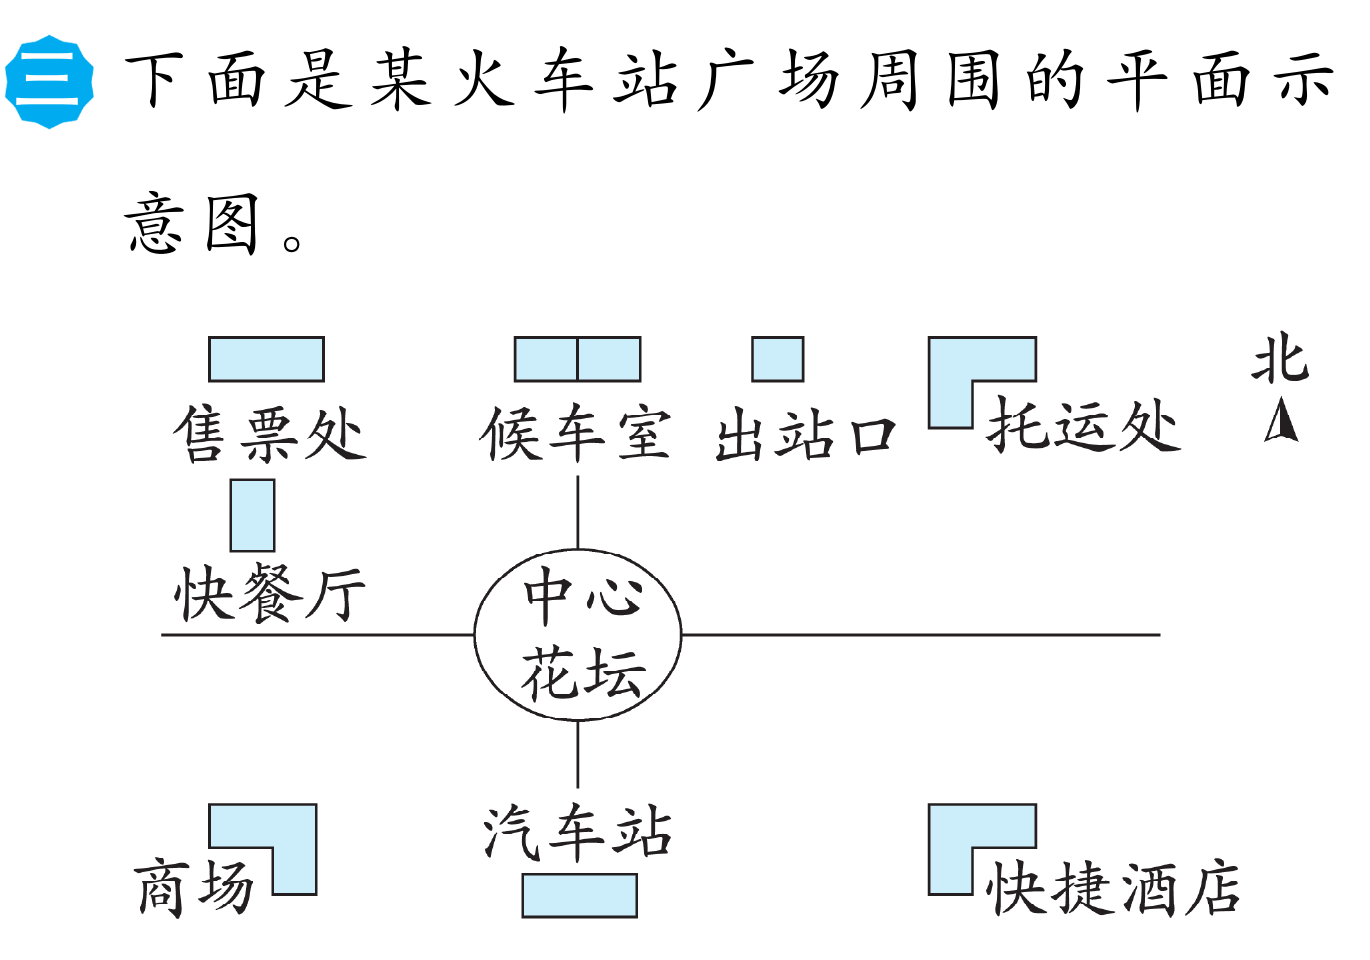 三 下面是某火车站广场周围的平面示
意图。
售票处 候车室 出站口 托运处 北
快餐厅
中心
花坛
汽车站
商场 快捷酒店